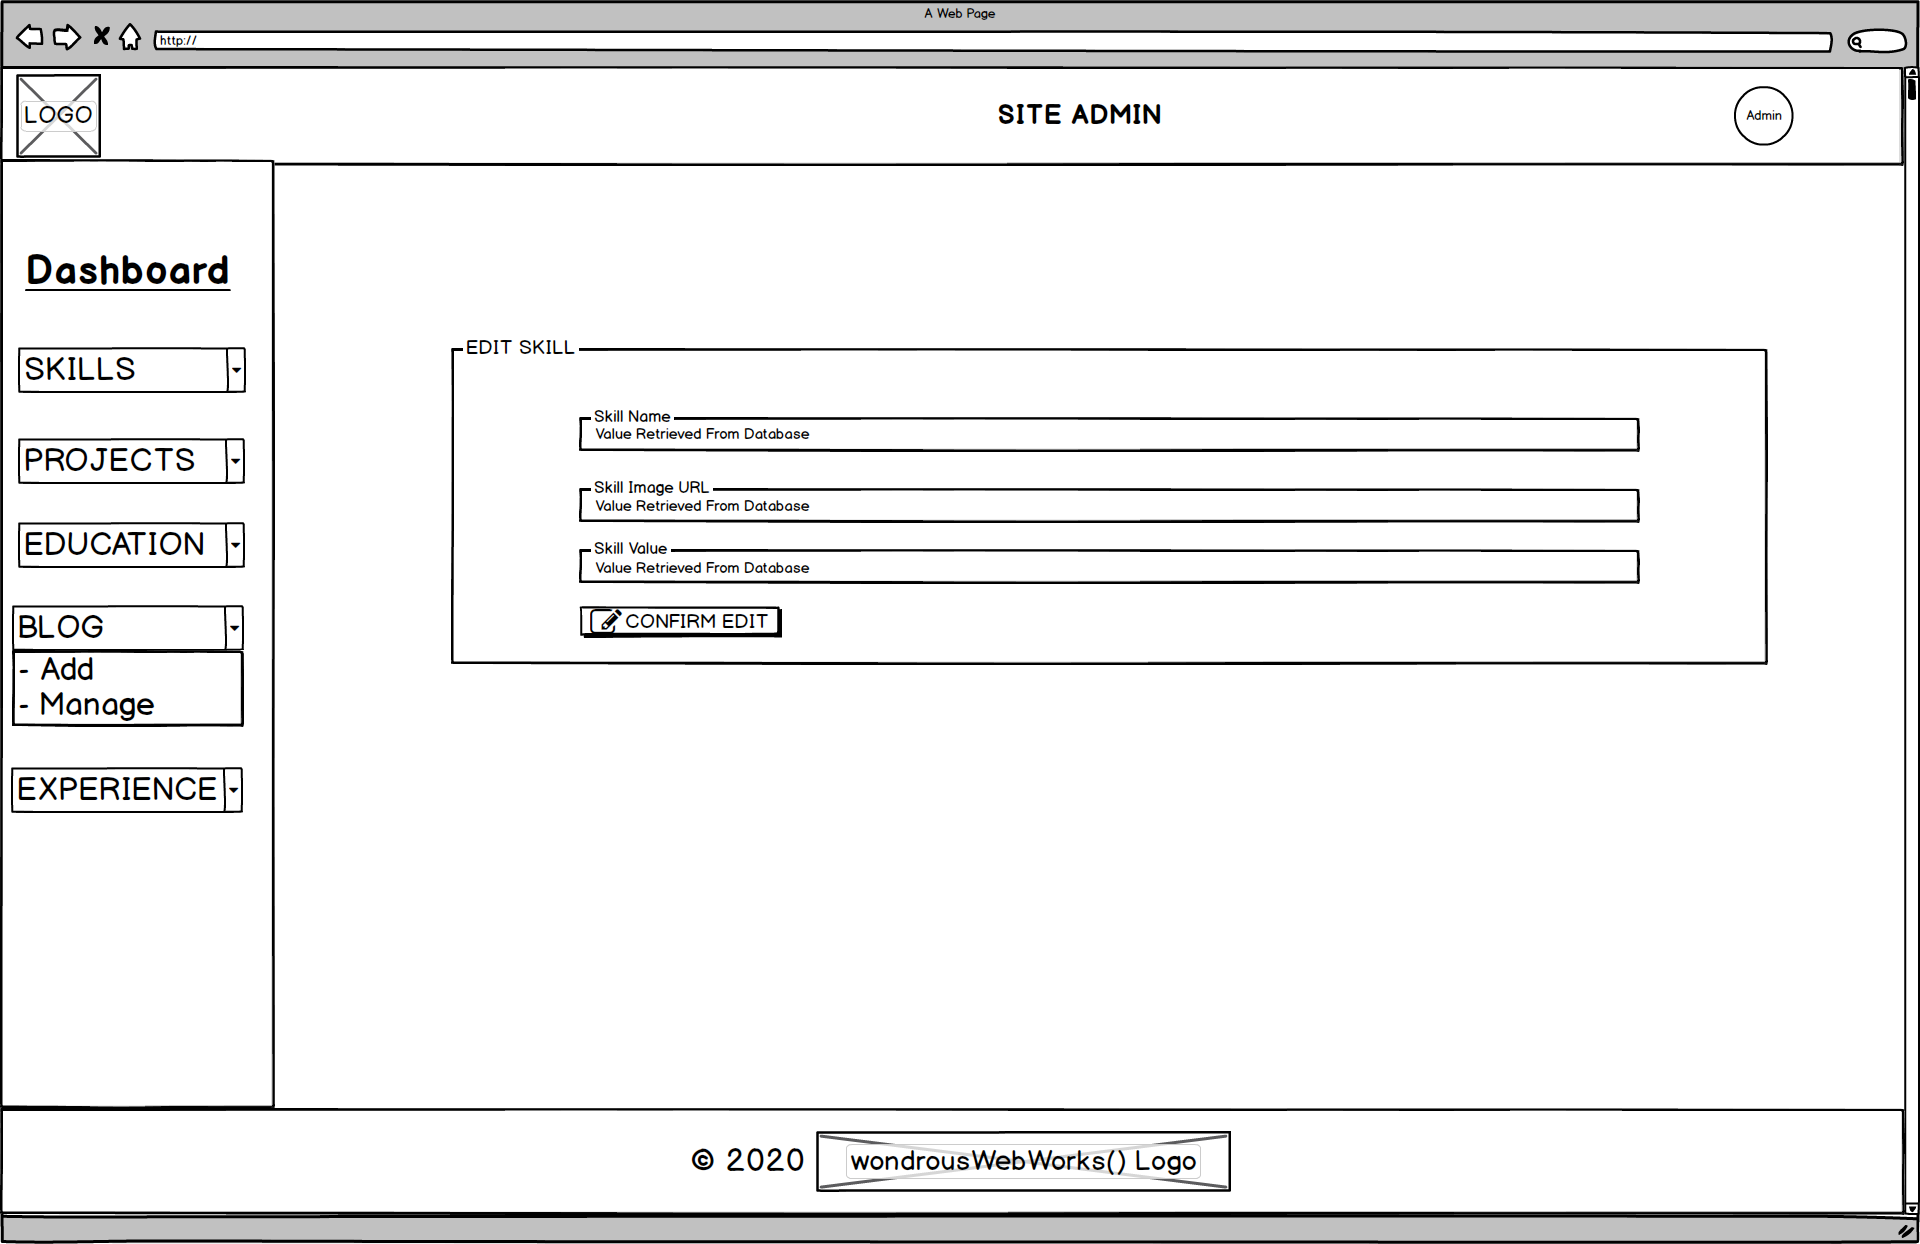 A Web Page
http://
LOGO
SITE ADMIN
Admin
Dashboard
SKILLS
PROJECTS
EDUCATION
BLOG
- Add
- Manage
EXPERIENCE
EDIT SKILL
Skill Name
Value Retrieved From Database
Skill Image URL
Value Retrieved From Database
Skill Value
Value Retrieved From Database
CONFIRM EDIT
© 2020 wondrousWebWorks() Logo